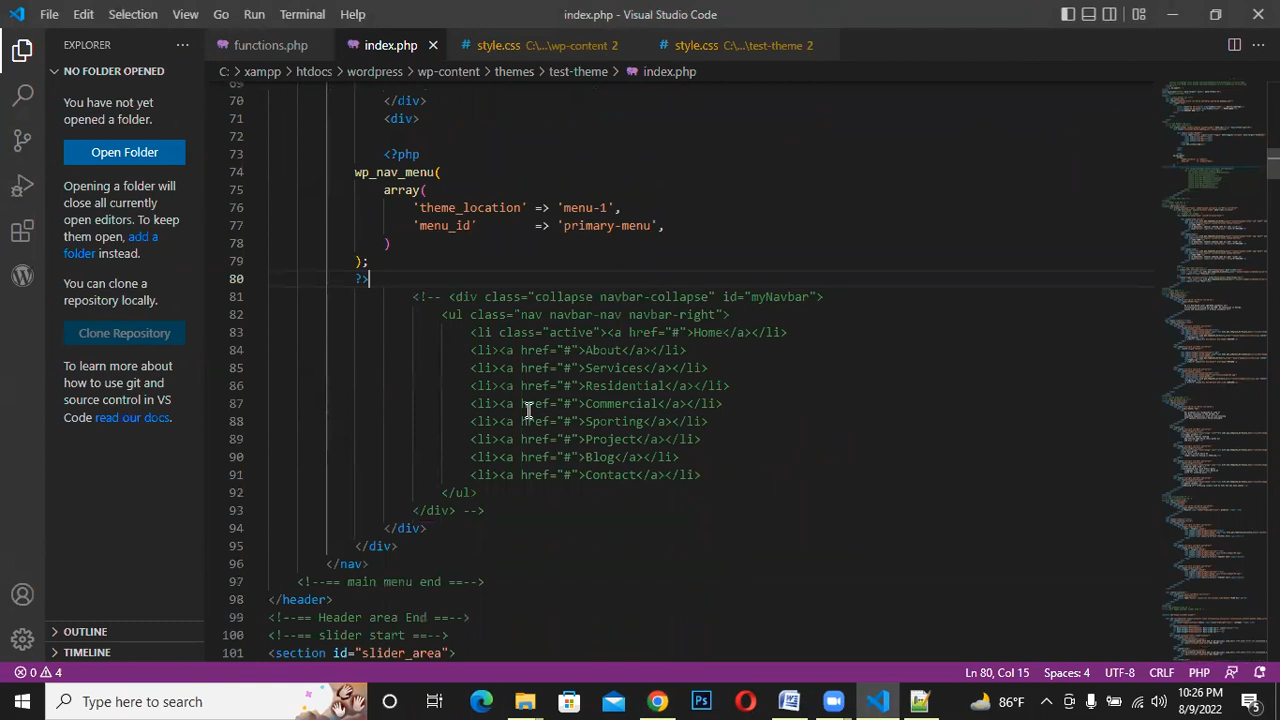 File Edit Selection View Go Run Terminal Help index.php - Visual Studio Code
EXPLORER
functions.php index.php style.css C:\...\wp-content 2 style.css C:\...\test-theme 2
NO FOLDER OPENED
C: > xampp > htdocs > wordpress > wp-content > themes > test-theme > index.php
You have not yet
opened a folder.
Open Folder
Opening a folder will
close all currently
open editors. To keep
them open, add a
folder instead.
repository locally.
Clone Repository
To learn more about
how to use git and
source control in VS
Code read our docs.
OUTLINE
TIMELINE
69
70 </div>
71 <div>
72
73 <?php
74 wp_nav_menu(
75 array(
76 'theme_location' => 'menu-1',
77 'menu_id' => 'primary-menu',
78 )
79 );
80 ?>
81 <!-- <div class="collapse navbar-collapse" id="myNavbar">
82 <ul class="nav navbar-nav navbar-right">
83 <li class="active"><a href="#">Home</a></li>
84 <li><a href="#">About</a></li>
85 <li><a href="#">Services</a></li>
86 <li><a href="#">Residential</a></li>
87 <li><a href="#">Commercial</a></li>
88 <li><a href="#">Sporting</a></li>
89 <li><a href="#">Project</a></li>
90 <li><a href="#">Blog</a></li>
91 <li><a href="#">Contact</a></li>
92 </ul>
93 </div> -->
94 </div>
95 </div>
96 </nav>
97 <!--== main menu end ==-->
98 </header>
99 <!--== Header area End ==-->
100 <!--== Slider area ==-->
101 <section id="slider_area">
0 4 Ln 80, Col 15 Spaces: 4 UTF-8 CRLF PHP
Type here to search
86°F
10:26 PM
8/9/2022
5